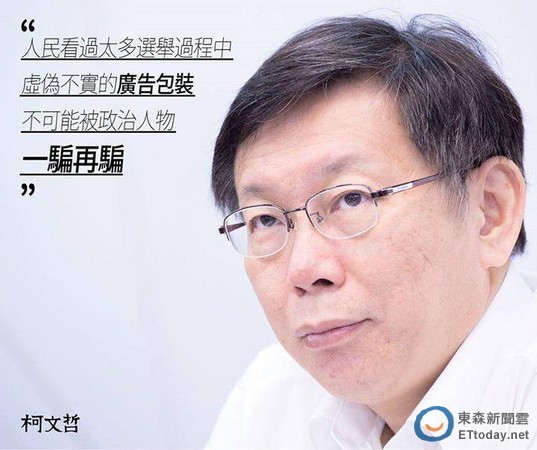 “
人民看過太多選舉過程中
虛偽不實的廣告包裝
不可能被政治人物
一騙再騙
”
柯文哲
東森新聞雲
ETtoday.net